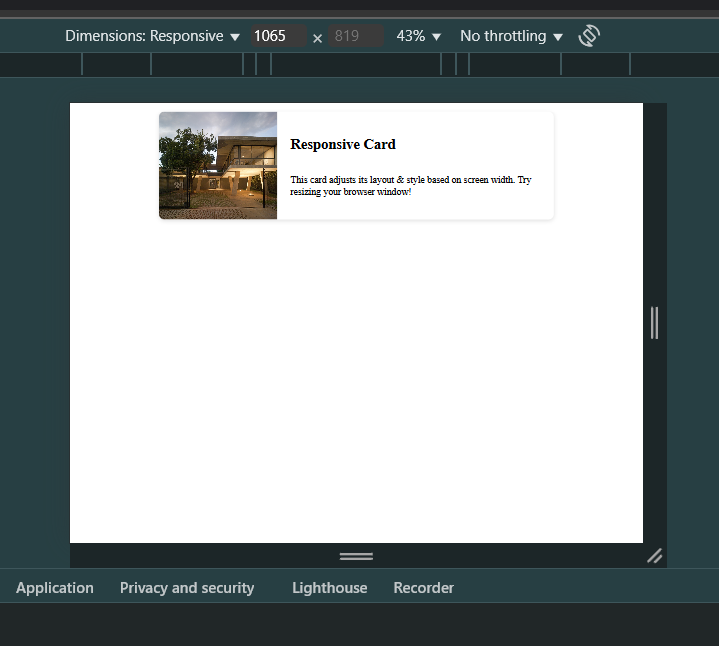 Dimensions: Responsive 1065 × 819 43% No throttling
Responsive Card
This card adjusts its layout & style based on screen width. Try
resizing your browser window!
Application Privacy and security Lighthouse Recorder